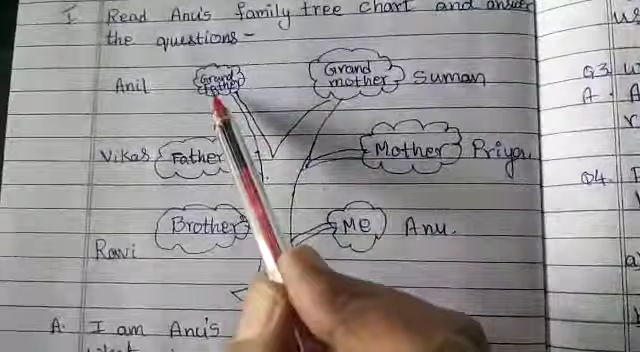 I Read Anu's family tree chart and answer
the questions-
Anil Grand Father Grand mother Suman
Vikas Father Mother Priya
Brother Me Anu.
Ravi
A. I am Anu's
us
Q3 w
A. A
Q4.